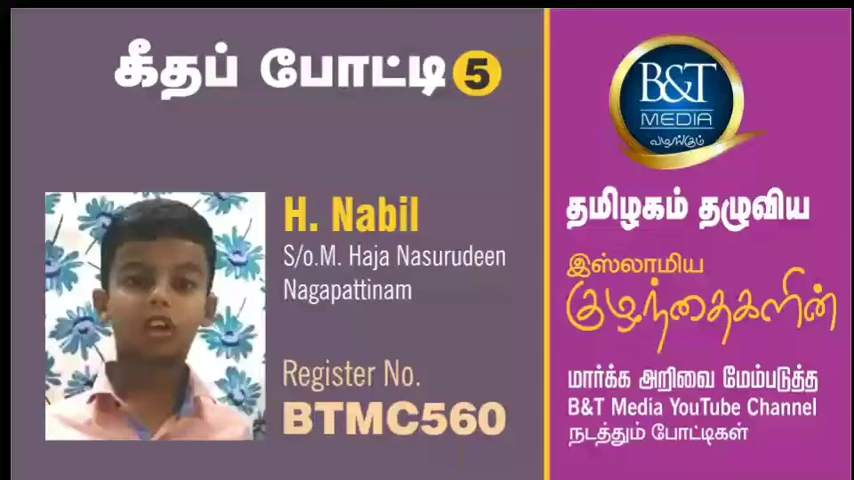 கீதப் போட்டி 5
H. Nabil
S/o.M. Haja Nasurudeen
Nagapattinam
Register No.
BTMC560
B&T
MEDIA
வழங்கும்
தமிழகம் தழுவிய
இஸ்லாமிய
குழந்தைகளின்
மார்க்க அறிவை மேம்படுத்த
B&T Media YouTube Channel
நடத்தும் போட்டிகள்